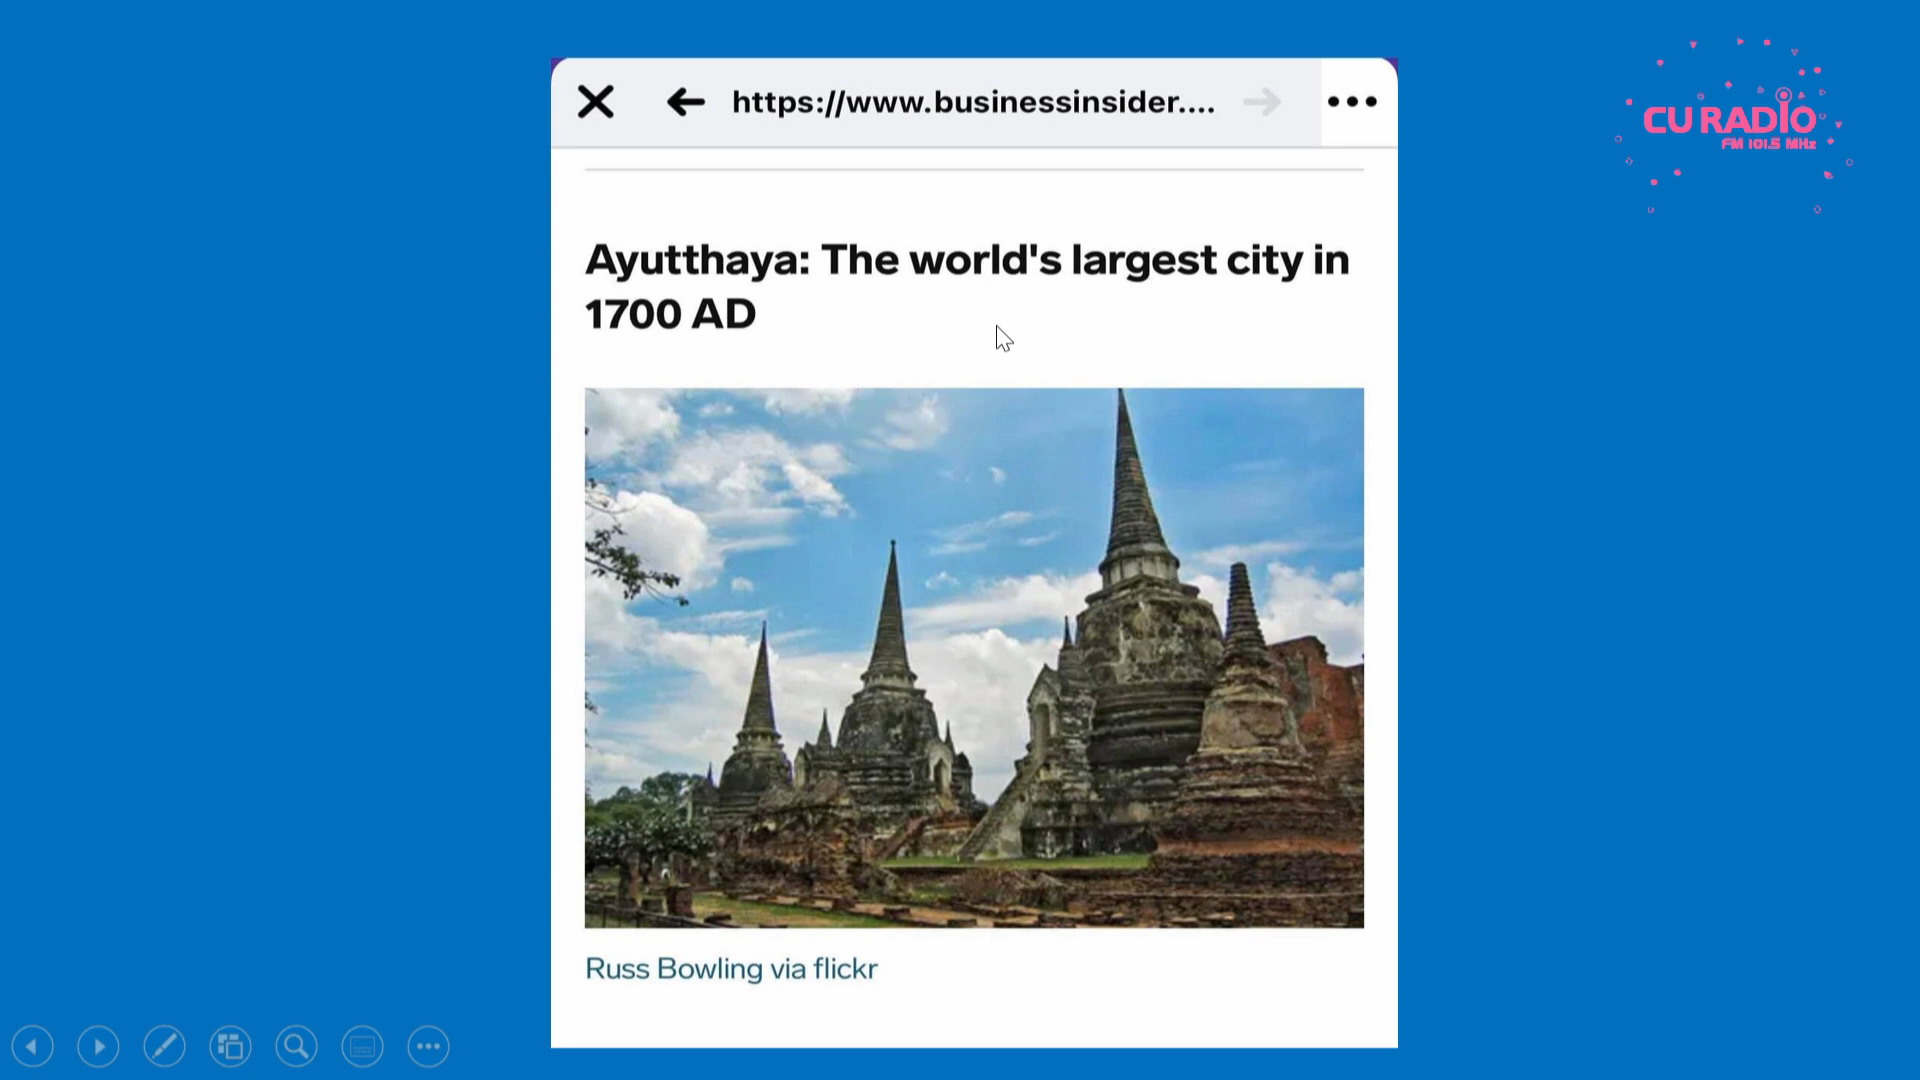 https://www.businessinsider....
CU RADIO
FM 101.5 MHz
Ayutthaya: The world's largest city in
1700 AD
Russ Bowling via flickr